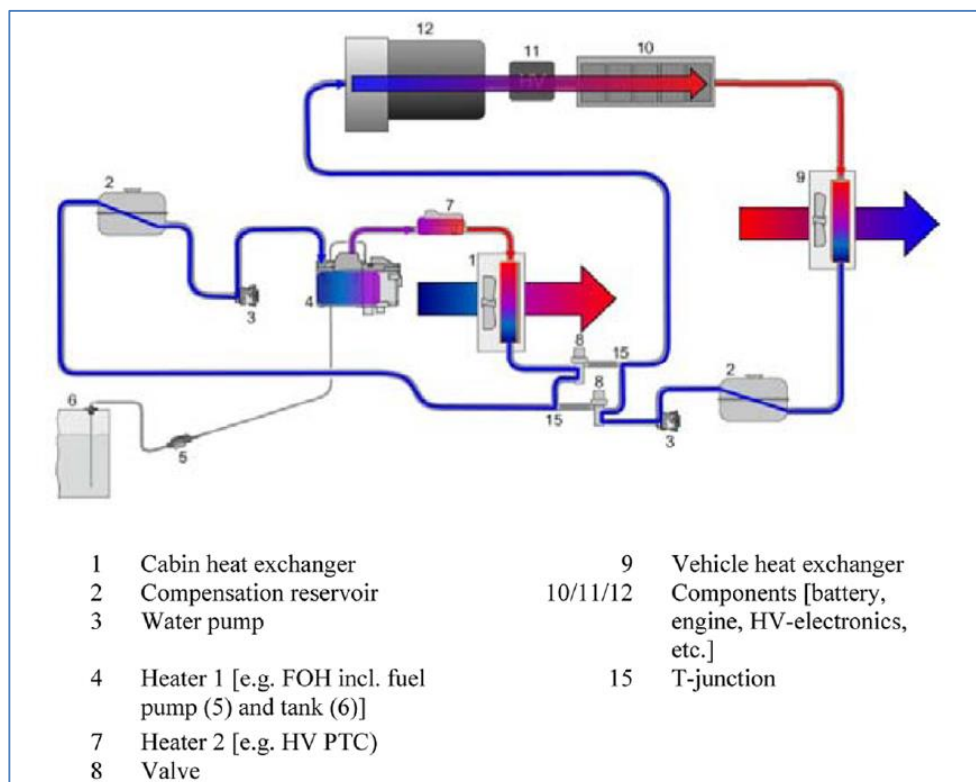 12
11
10
HV
2
7
9
1
4
3
8
15
8
2
6
15
3
5
1 Cabin heat exchanger
9 Vehicle heat exchanger
2 Compensation reservoir
10/11/12 Components [battery,
3 Water pump
engine, HV-electronics,
etc.]
4 Heater 1 [e.g. FOH incl. fuel
15 T-junction
pump (5) and tank (6)]
7 Heater 2 [e.g. HV PTC)
8 Valve